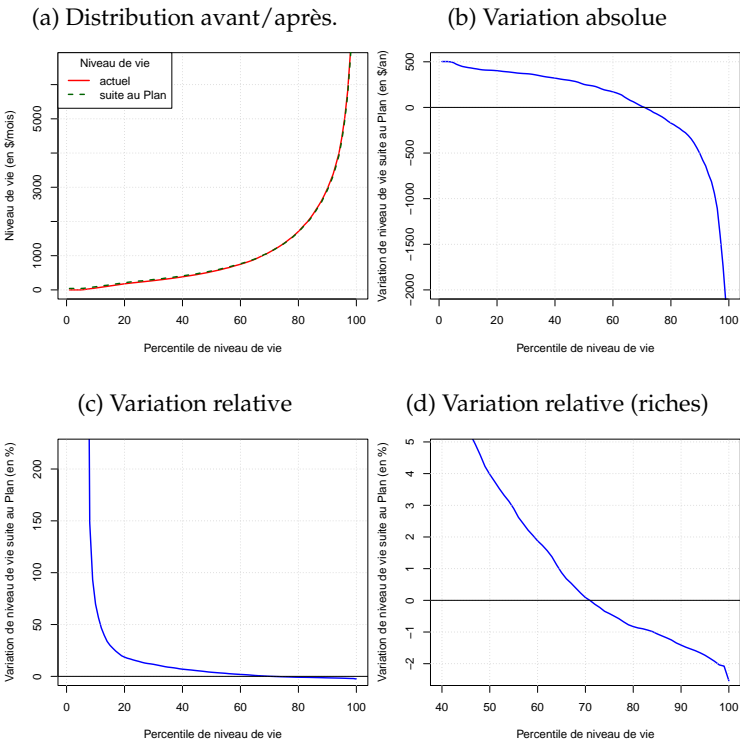 (a) Distribution avant/après.
Niveau de vie (en $/mois)
5000
3000
1000
0
Niveau de vie
actuel
suite au Plan
0 20 40 60 80 100
Percentile de niveau de vie
(b) Variation absolue
Variation de niveau de vie suite au Plan (en $/an)
500
0
−500
−1000
−1500
−2000
0 20 40 60 80 100
Percentile de niveau de vie
(c) Variation relative
Variation de niveau de vie suite au Plan (en %)
200
150
100
50
0
0 20 40 60 80 100
Percentile de niveau de vie
(d) Variation relative (riches)
Variation de niveau de vie suite au Plan (en %)
5
4
3
2
1
0
−1
−2
40 50 60 70 80 90 100
Percentile de niveau de vie